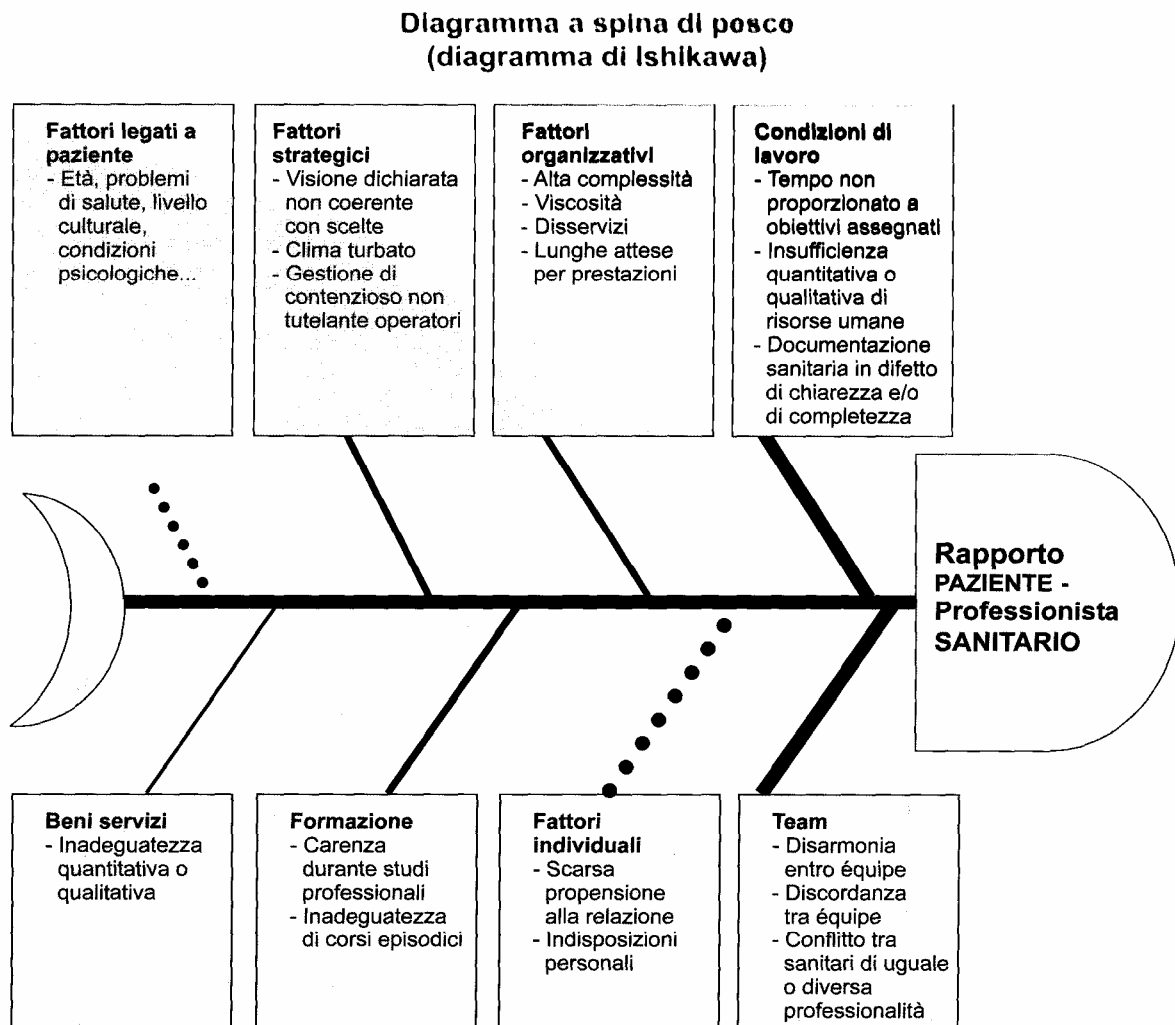 Diagramma a spina di posco
(diagramma di Ishikawa)
Fattori legati a
paziente
- Età, problemi
di salute, livello
culturale,
condizioni
psicologiche...
Fattori
strategici
- Visione dichiarata
non coerente
con scelte
- Clima turbato
- Gestione di
contenzioso non
tutelante operatori
Fattori
organizzativi
- Alta complessità
- Viscosità
- Disservizi
- Lunghe attese
per prestazioni
Condizioni di
lavoro
- Tempo non
proporzionato a
obiettivi assegnati
- Insufficienza
quantitativa o
qualitativa di
risorse umane
- Documentazione
sanitaria in difetto
di chiarezza e/o
di completezza
Rapporto
PAZIENTE -
Professionista
SANITARIO
Beni servizi
- Inadeguatezza
quantitativa o
qualitativa
Formazione
- Carenza
durante studi
professionali
- Inadeguatezza
di corsi episodici
Fattori
individuali
- Scarsa
propensione
alla relazione
- Indisposizioni
personali
Team
- Disarmonia
entro équipe
- Discordanza
tra équipe
- Conflitto tra
sanitari di uguale
o diversa
professionalità